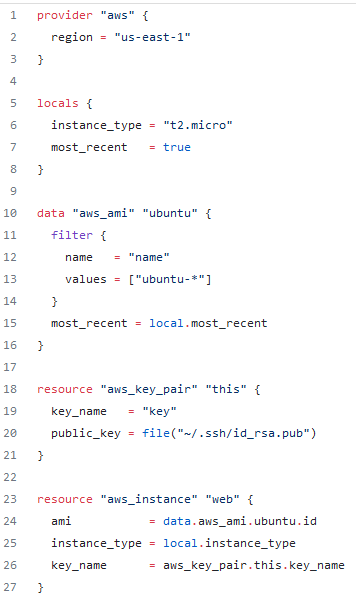 1 provider "aws" {
2   region = "us-east-1"
3 }
4
5 locals {
6   instance_type = "t2.micro"
7   most_recent   = true
8 }
9
10 data "aws_ami" "ubuntu" {
11   filter {
12     name   = "name"
13     values = ["ubuntu-*"]
14   }
15   most_recent = local.most_recent
16 }
17
18 resource "aws_key_pair" "this" {
19   key_name   = "key"
20   public_key = file("~/.ssh/id_rsa.pub")
21 }
22
23 resource "aws_instance" "web" {
24   ami           = data.aws_ami.ubuntu.id
25   instance_type = local.instance_type
26   key_name      = aws_key_pair.this.key_name
27 }